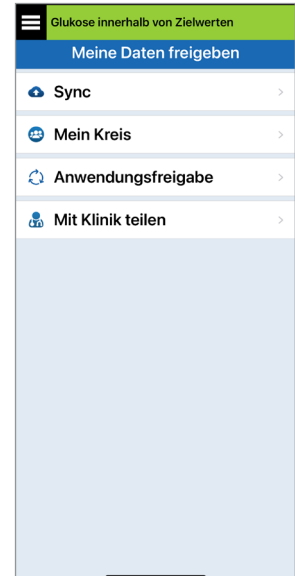 Glukose innerhalb von Zielwerten
Meine Daten freigeben
Sync
Mein Kreis
Anwendungsfreigabe
Mit Klinik teilen